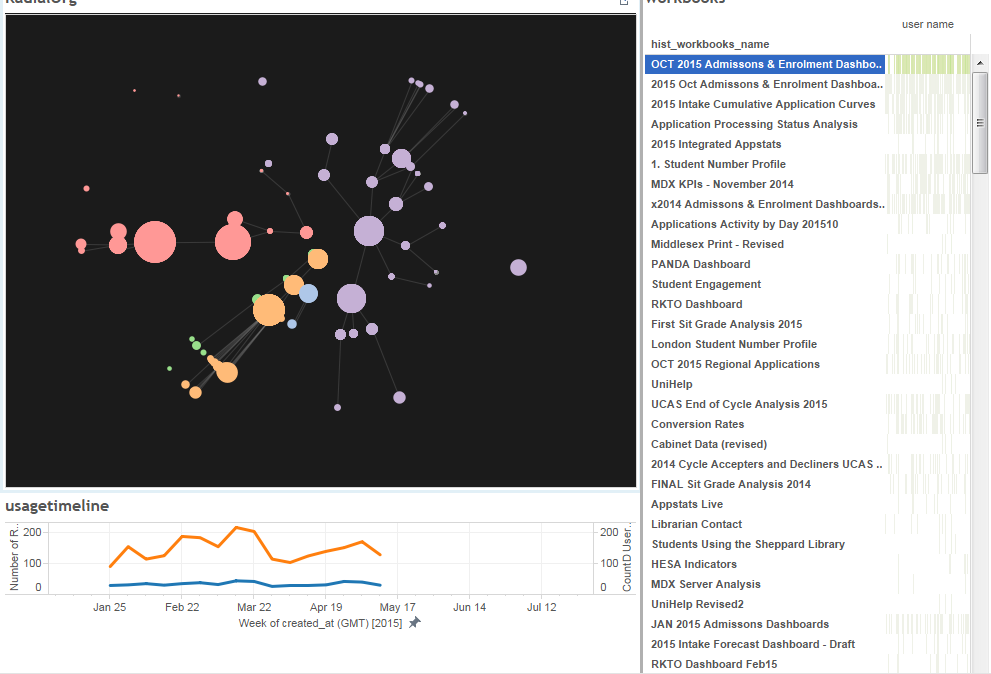 RadialOrg
workbooks
user name
hist_workbooks_name
OCT 2015 Admissons & Enrolment Dashbo..
2015 Oct Admissons & Enrolment Dashboa..
2015 Intake Cumulative Application Curves
Application Processing Status Analysis
2015 Integrated Appstats
1. Student Number Profile
MDX KPIs - November 2014
x2014 Admissons & Enrolment Dashboards..
Applications Activity by Day 201510
Middlesex Print - Revised
PANDA Dashboard
Student Engagement
RKTO Dashboard
First Sit Grade Analysis 2015
London Student Number Profile
OCT 2015 Regional Applications
UniHelp
UCAS End of Cycle Analysis 2015
Conversion Rates
Cabinet Data (revised)
2014 Cycle Accepters and Decliners UCAS ..
FINAL Sit Grade Analysis 2014
Appstats Live
Librarian Contact
Students Using the Sheppard Library
HESA Indicators
MDX Server Analysis
UniHelp Revised2
JAN 2015 Admissons Dashboards
2015 Intake Forecast Dashboard - Draft
RKTO Dashboard Feb15
usagetimeline
Number of R..
200
100
0
200
100
0
CountD User..
Jan 25
Feb 22
Mar 22
Apr 19
May 17
Jun 14
Jul 12
Week of created_at (GMT) [2015]